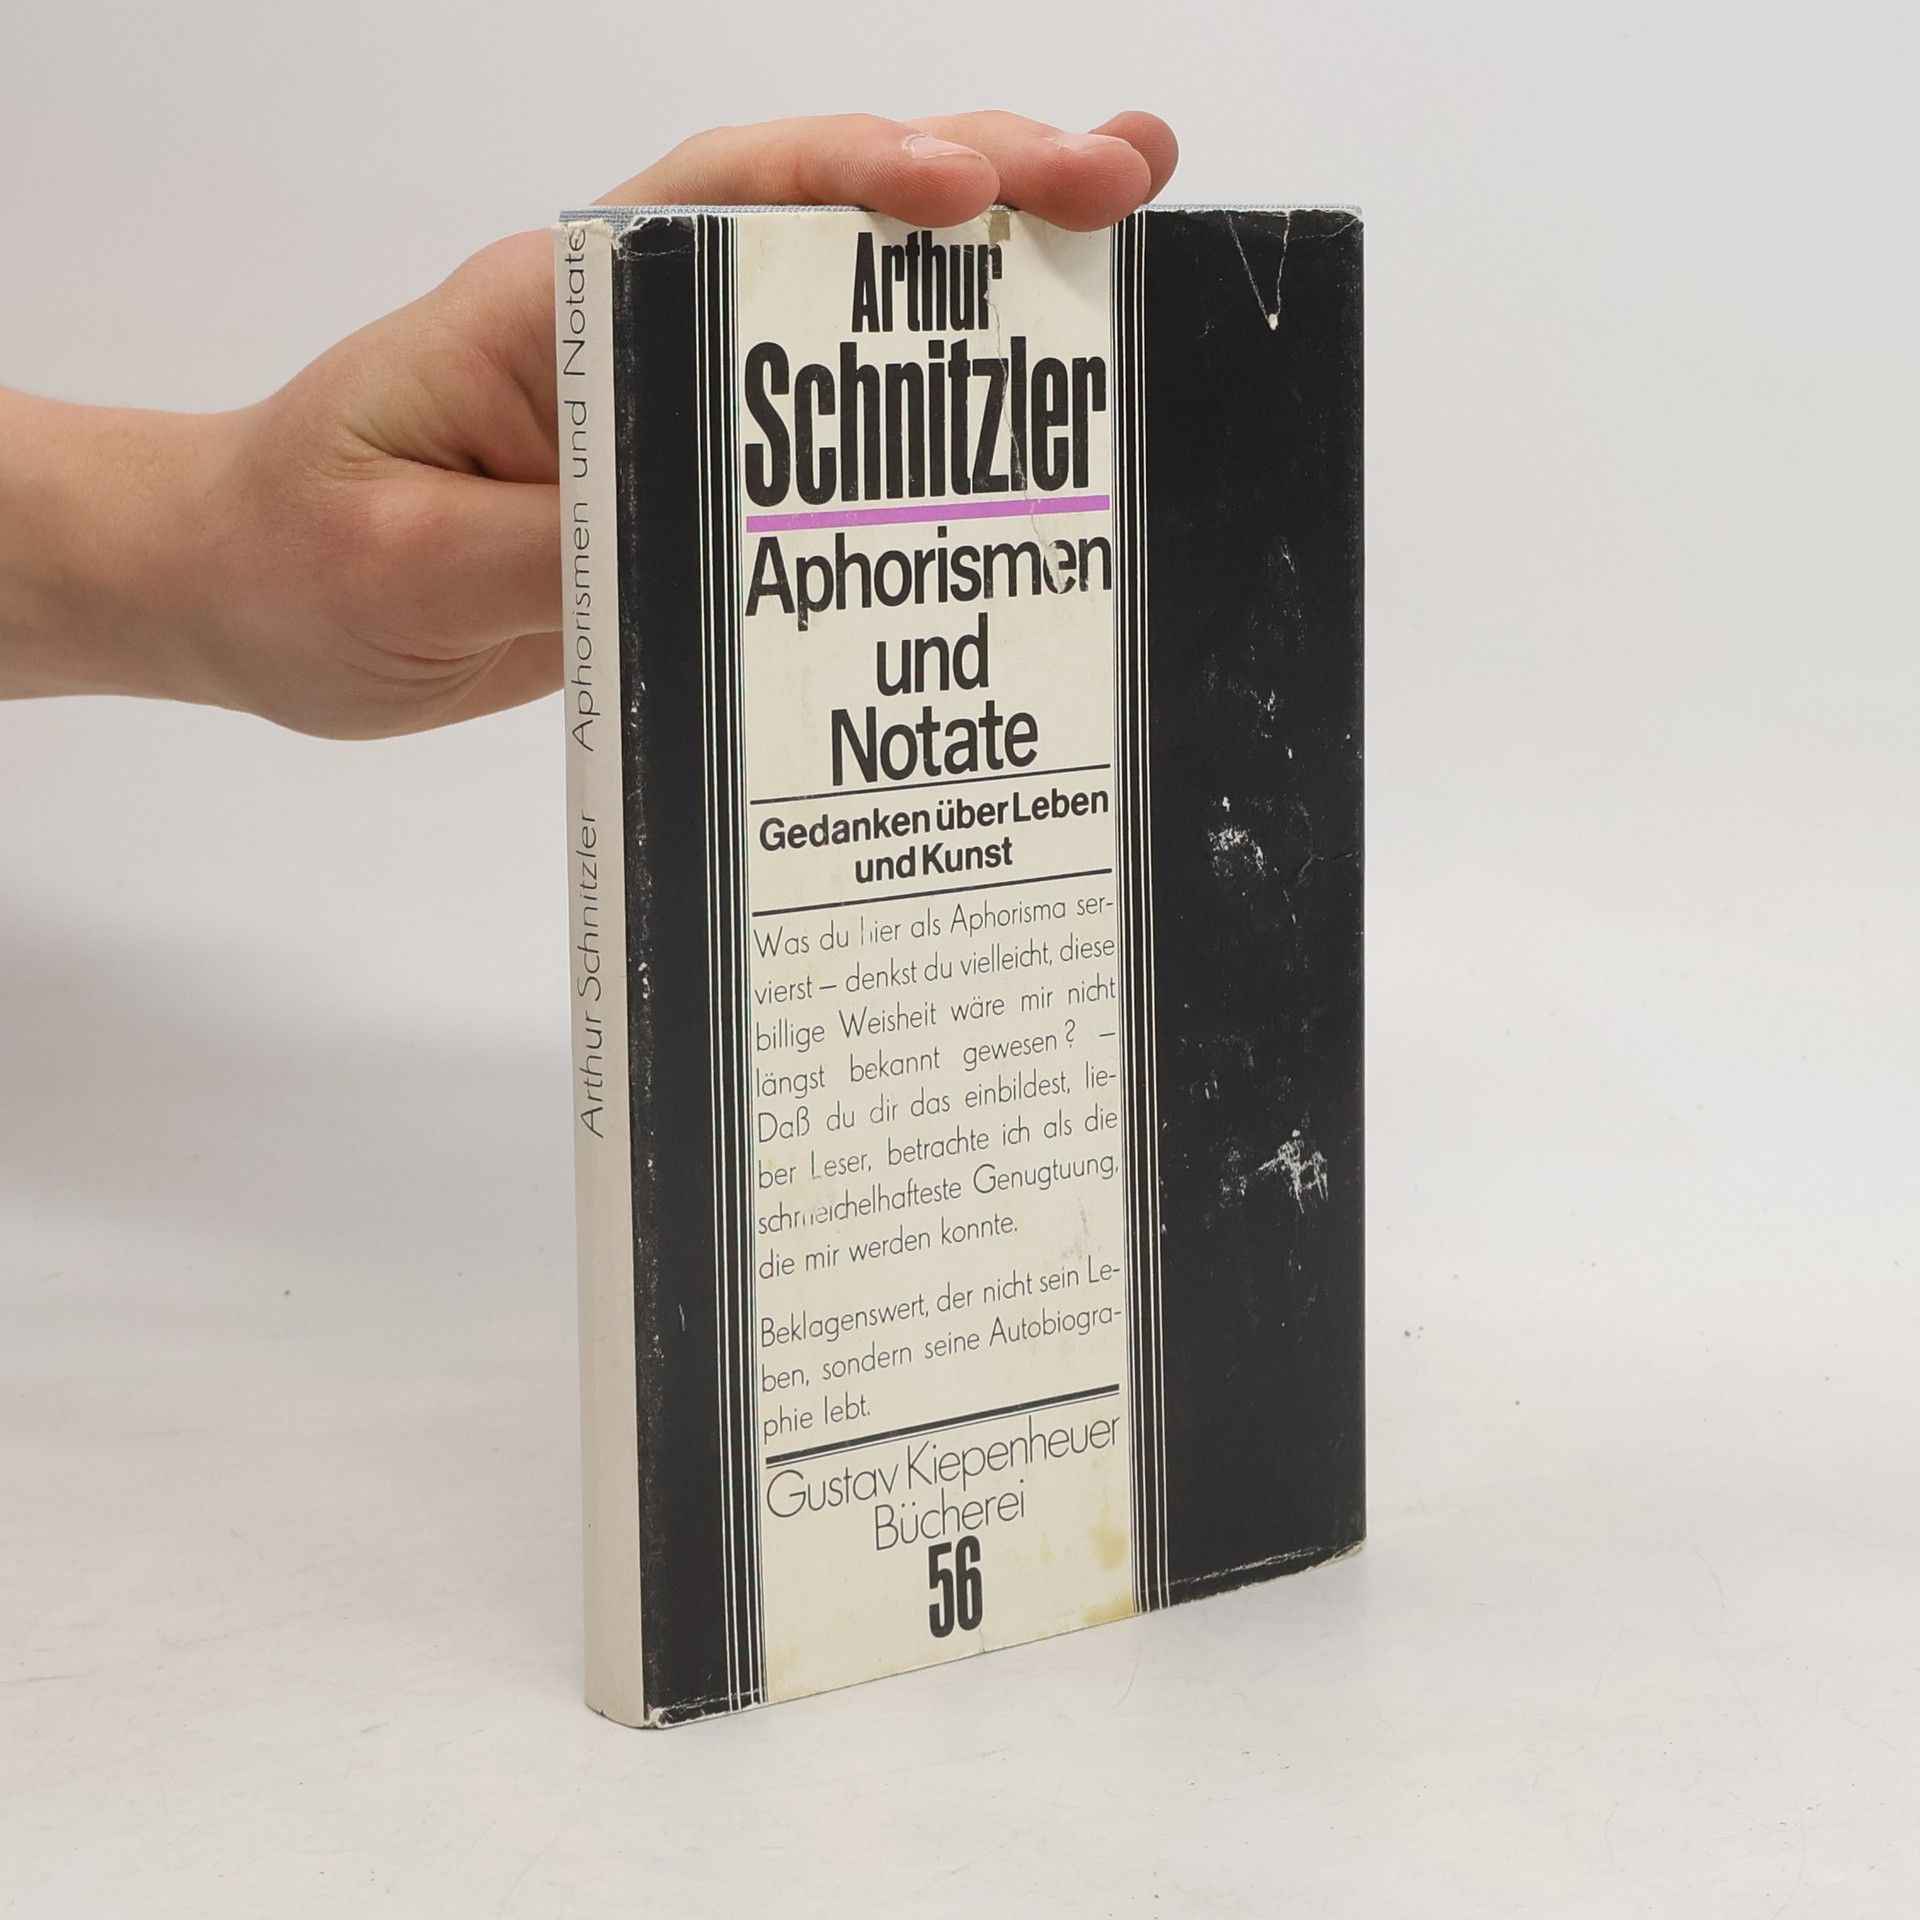 Arthur Schnitzler Aphorismen und Notate
Arthur
Schnitzler
Aphorismen
und
Notate
Gedanken über Leben
und Kunst
Was du hier als Aphorisma ser-
vierst – denkst du vielleicht, diese
billige Weisheit wäre mir nicht
längst bekannt gewesen? –
Daß du dir das einbildest, lie-
ber Leser, betrachte ich als die
schmeichelhafteste Genugtuung,
die mir werden konnte.
Beklagenswert, der nicht sein Le-
ben, sondern seine Autobiogra-
phie lebt.
Gustav Kiepenheuer
Bücherei
56